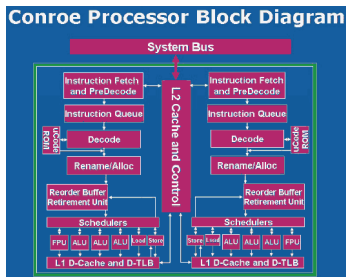 Conroe Processor Block Diagram
System Bus
Instruction Fetch
and PreDecode
Instruction Queue
uCode
ROM
Decode
Rename/Alloc
Reorder Buffer
Retirement Unit
Schedulers
FPU
ALU
ALU
ALU
Load
Store
L1 D-Cache and D-TLB
L2 Cache and Control
Instruction Fetch
and PreDecode
Instruction Queue
Decode
uCode
ROM
Rename/Alloc
Reorder Buffer
Retirement Unit
Schedulers
Store
Load
ALU
ALU
ALU
FPU
L1 D-Cache and D-TLB